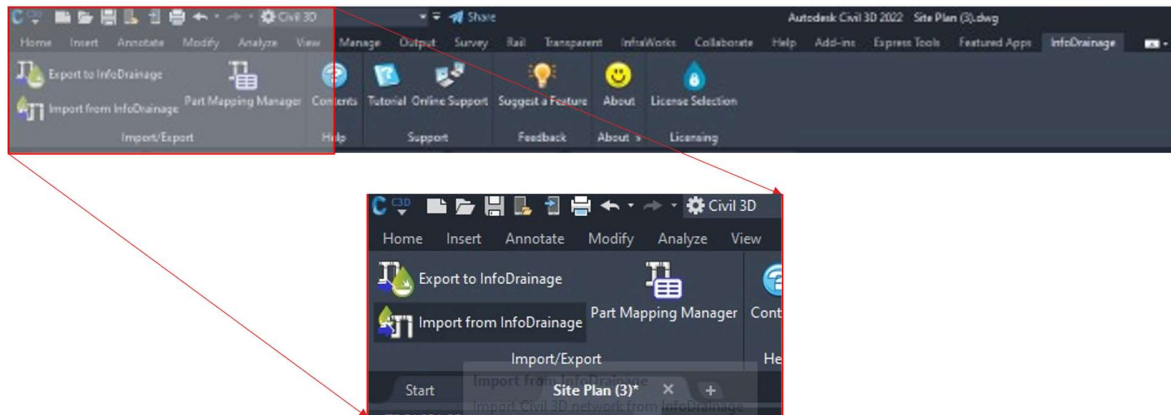 C3D Civil 3D Share Autodesk Civil 3D 2022 Site Plan (3).dwg
Home Insert Annotate Modify Analyze View Manage Output Survey Rail Transparent InfraWorks Collaborate Help Add-ins Express Tools Featured Apps InfoDrainage
Export to InfoDrainage
Import from InfoDrainage
Part Mapping Manager Contents Tutorial Online Support Suggest a Feature About License Selection
Import/Export Help Support Feedback About Licensing
C C3D Civil 3D
Home Insert Annotate Modify Analyze View
Export to InfoDrainage
Import from InfoDrainage
Part Mapping Manager Cont
Import/Export He
Import from InfoDrainage
Start Site Plan (3)* × +
Import Civil 3D network from InfoDrainage